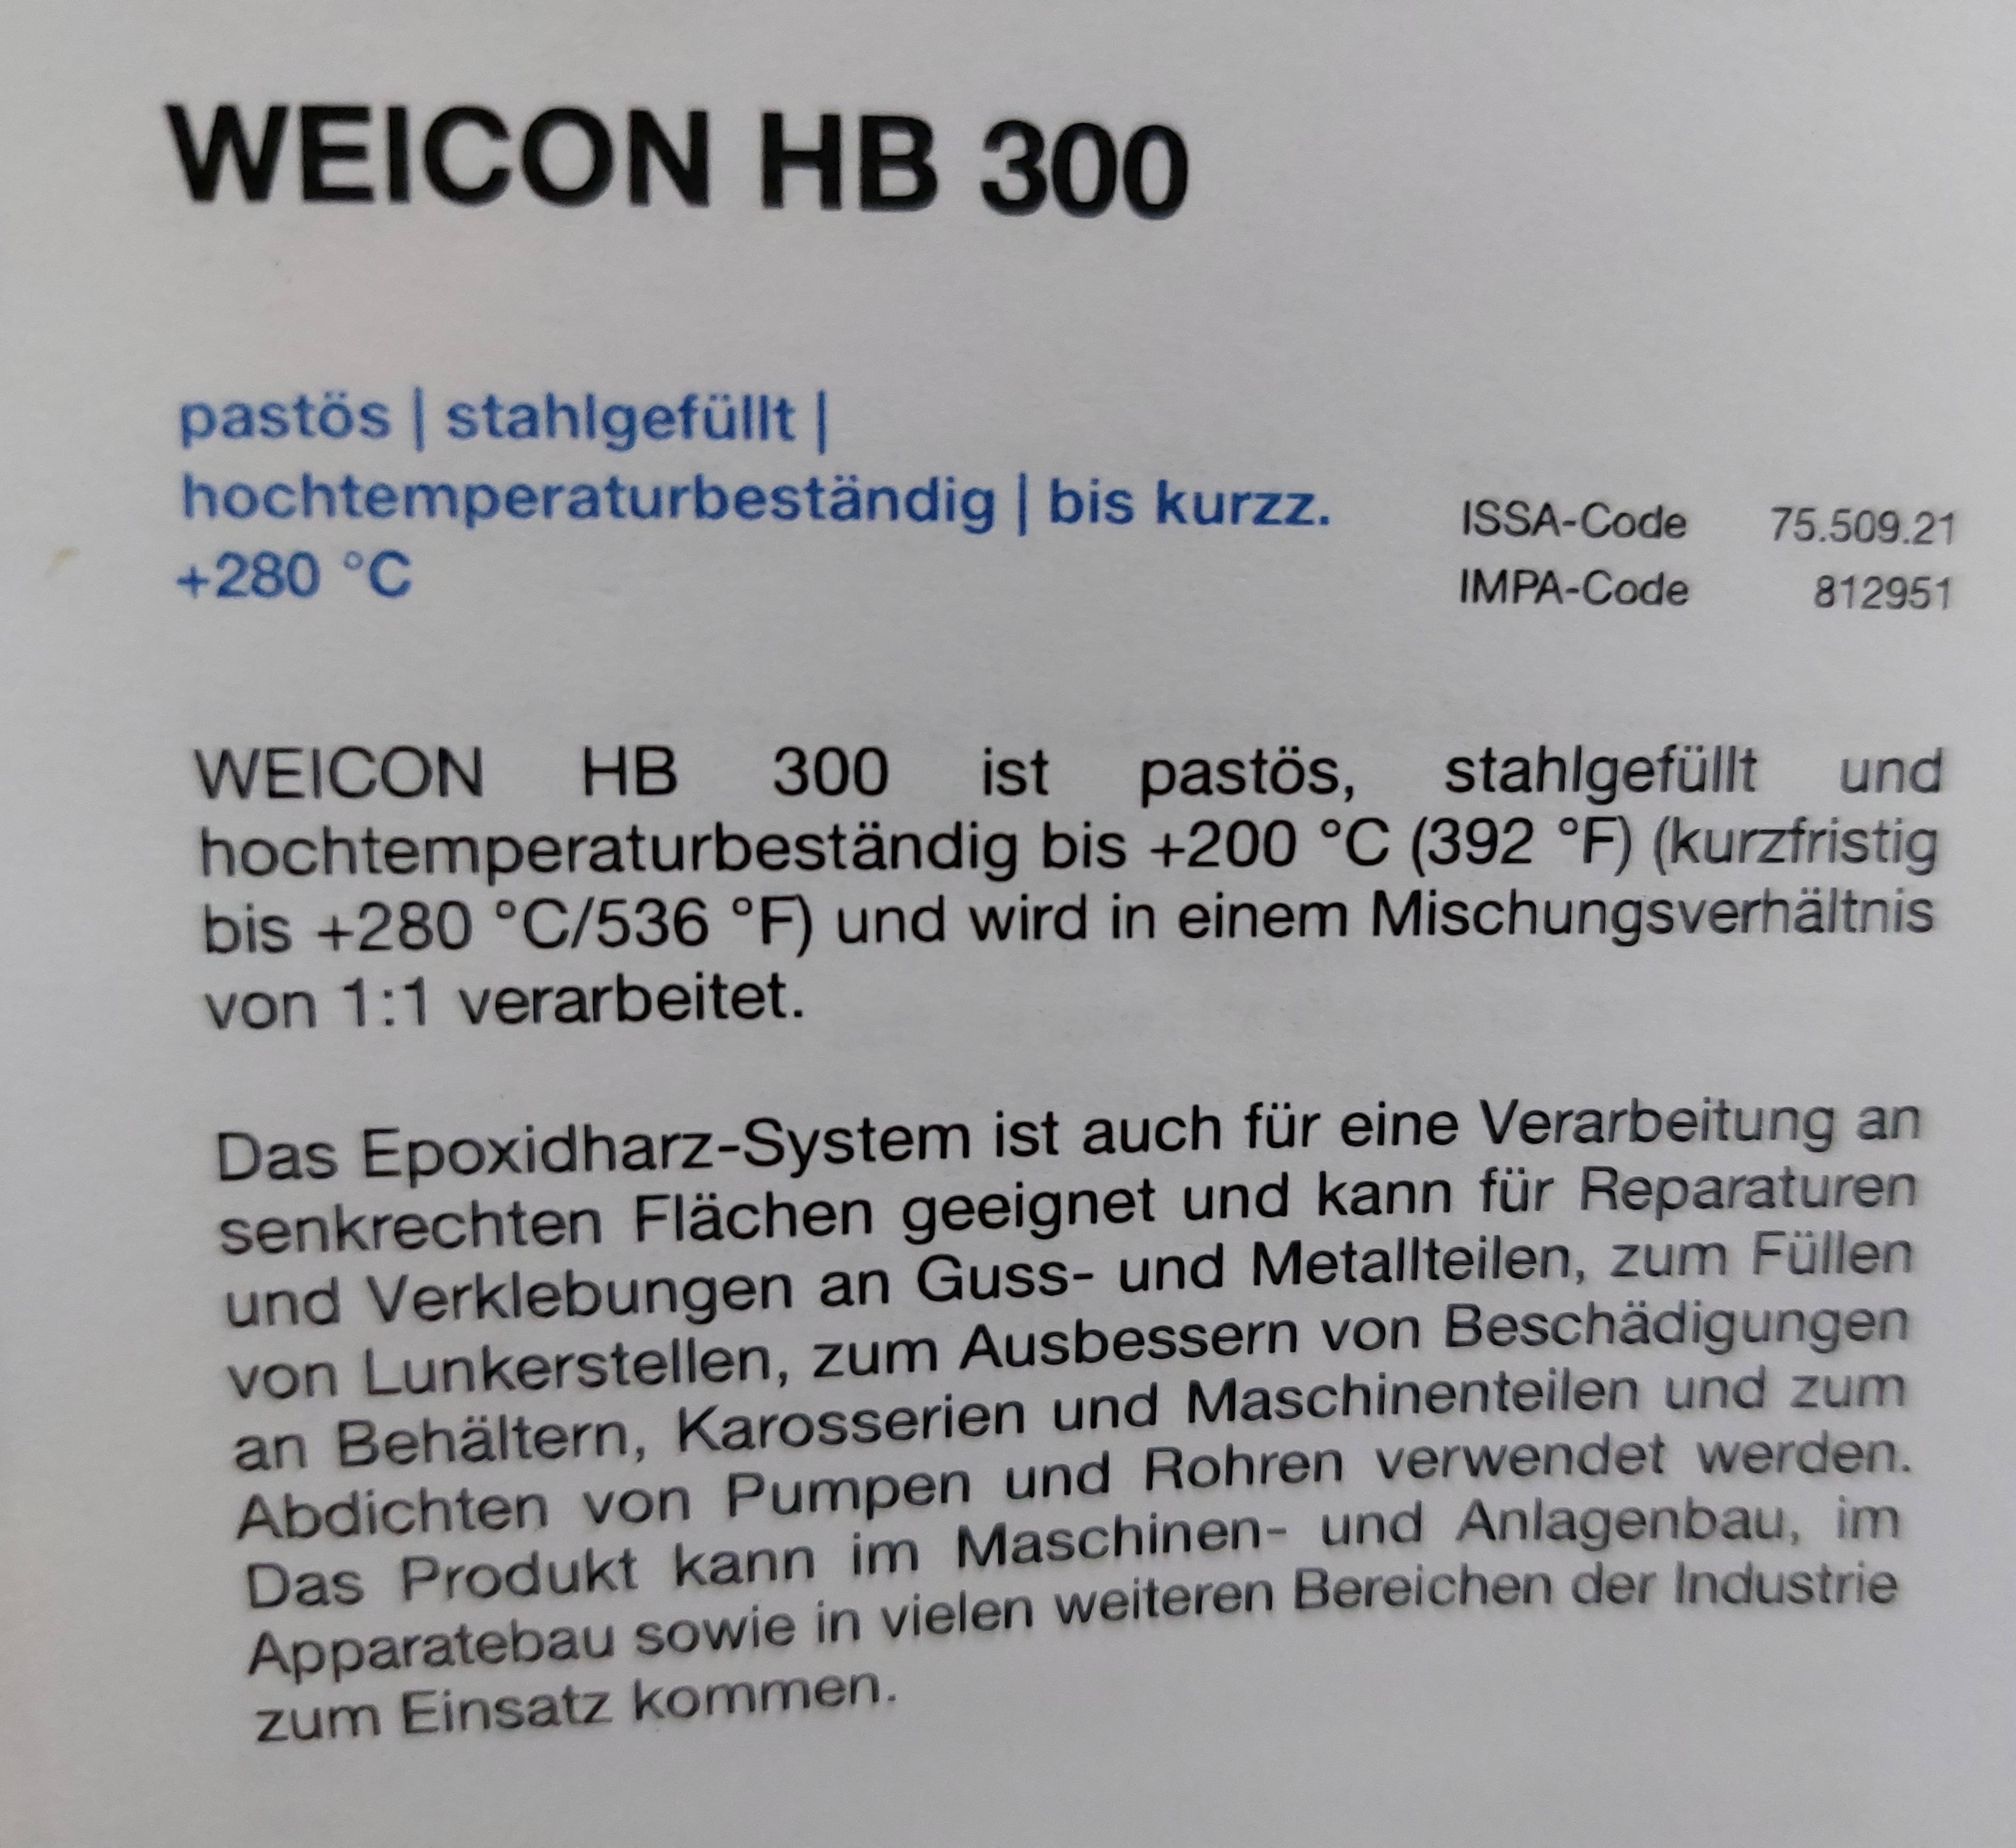 WEICON HB 300
pastös | stahlgefüllt |
hochtemperaturbeständig | bis kurzz.
+280 °C
ISSA-Code 75.509.21
IMPA-Code 812951
WEICON HB 300 ist pastös, stahlgefüllt und
hochtemperaturbeständig bis +200 °C (392 °F) (kurzfristig
bis +280 °C/536 °F) und wird in einem Mischungsverhältnis
von 1:1 verarbeitet.
Das Epoxidharz-System ist auch für eine Verarbeitung an
senkrechten Flächen geeignet und kann für Reparaturen
und Verklebungen an Guss- und Metallteilen, zum Füllen
von Lunkerstellen, zum Ausbessern von Beschädigungen
an Behältern, Karosserien und Maschinenteilen und zum
Abdichten von Pumpen und Rohren verwendet werden.
Das Produkt kann im Maschinen- und Anlagenbau, im
Apparatebau sowie in vielen weiteren Bereichen der Industrie
zum Einsatz kommen.